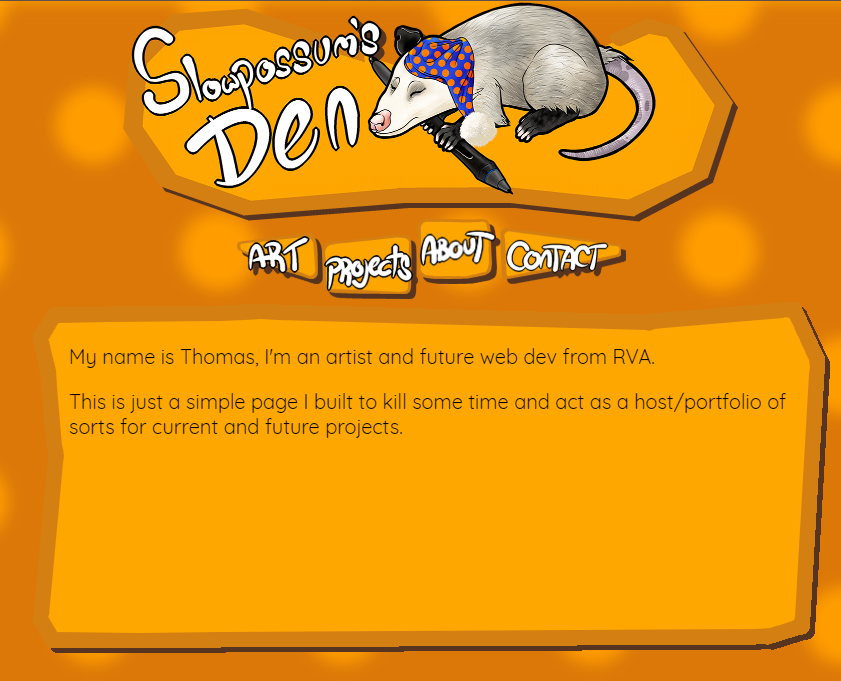 Slowpossum's
Den
ART
PROJects
ABOUT
CONTACT
My name is Thomas, I'm an artist and future web dev from RVA.
This is just a simple page I built to kill some time and act as a host/portfolio of
sorts for current and future projects.